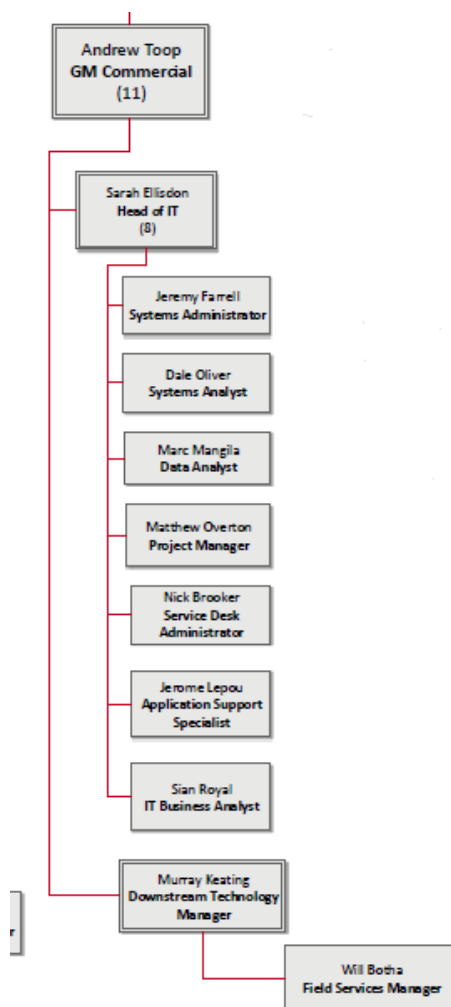 Andrew Toop
GM Commercial
(11)
Sarah Ellisdon
Head of IT
(8)
Jeremy Farrell
Systems Administrator
Dale Oliver
Systems Analyst
Marc Mangila
Data Analyst
Matthew Overton
Project Manager
Nick Brooker
Service Desk
Administrator
Jerome Lepou
Application Support
Specialist
Sian Royal
IT Business Analyst
Murray Keating
Downstream Technology
Manager
r
Will Botha
Field Services Manager